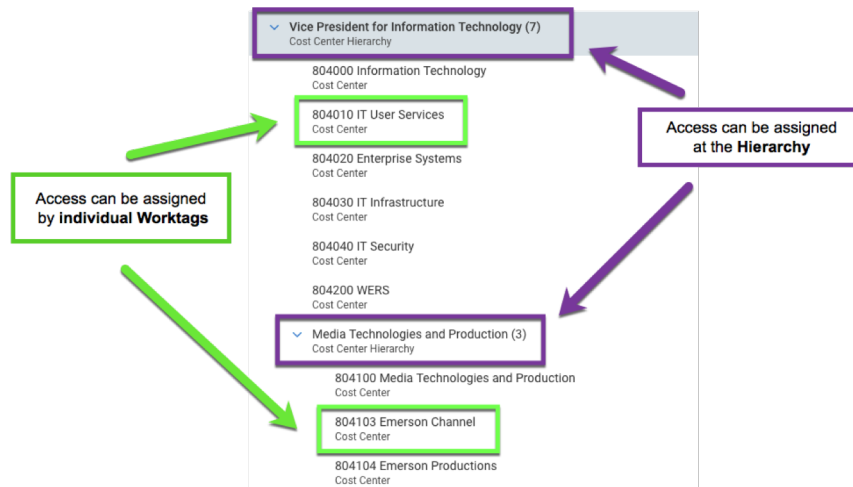 Vice President for Information Technology (7)
Cost Center Hierarchy
804000 Information Technology
Cost Center
804010 IT User Services
Cost Center
804020 Enterprise Systems
Cost Center
804030 IT Infrastructure
Cost Center
804040 IT Security
Cost Center
804200 WERS
Cost Center
Media Technologies and Production (3)
Cost Center Hierarchy
804100 Media Technologies and Production
Cost Center
804103 Emerson Channel
Cost Center
804104 Emerson Productions
Cost Center
Access can be assigned
by individual Worktags
Access can be assigned
at the Hierarchy